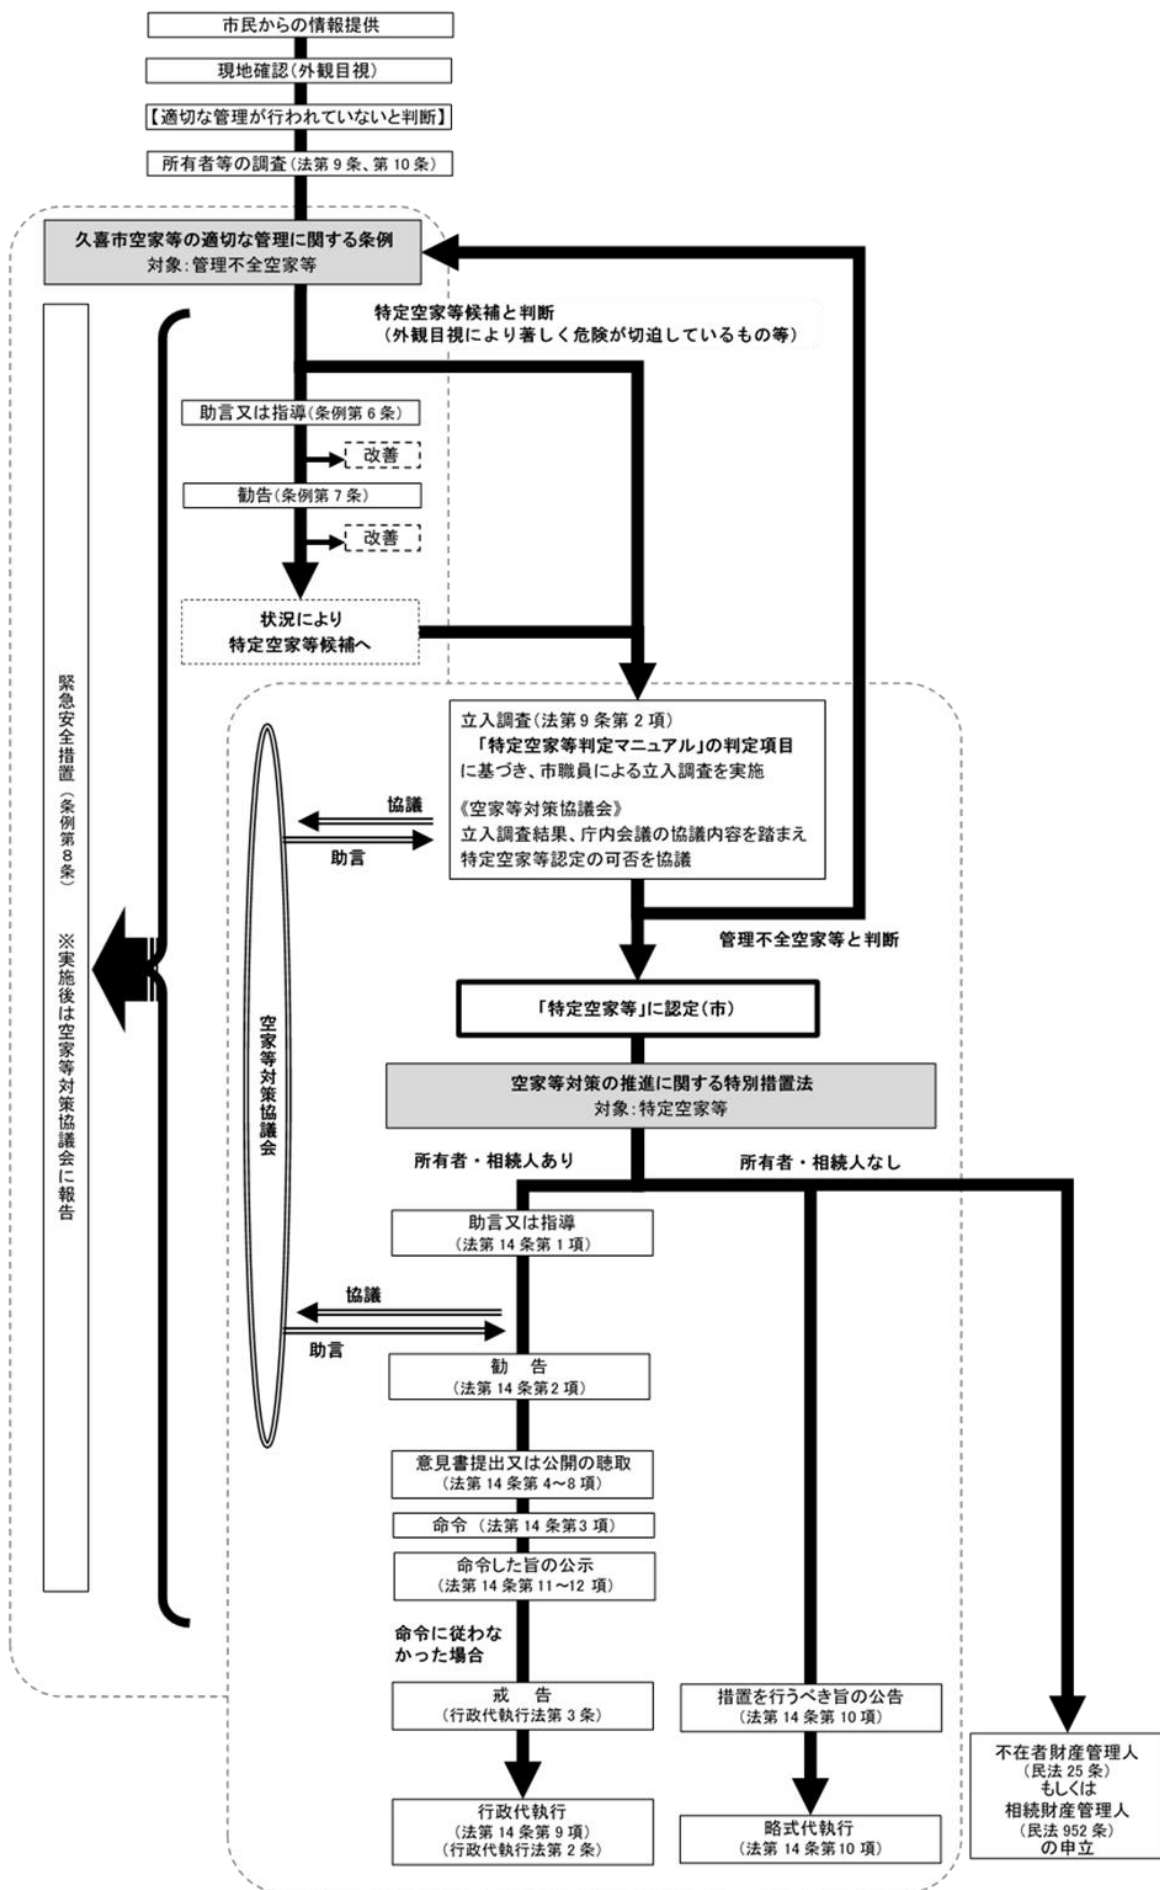 市民からの情報提供
現地確認(外観目視)
【適切な管理が行われていないと判断】
所有者等の調査(法第9条、第10条)
久喜市空家等の適切な管理に関する条例
対象:管理不全空家等
特定空家等候補と判断
(外観目視により著しく危険が切迫しているもの等)
助言又は指導(条例第6条)
改善
勧告(条例第7条)
改善
状況により
特定空家等候補へ
緊急安全措置(条例第8条) ※実施後は空家等対策協議会に報告
立入調査(法第9条第2項)
「特定空家等判定マニュアル」の判定項目
に基づき、市職員による立入調査を実施
《空家等対策協議会》
立入調査結果、庁内会議の協議内容を踏まえ
特定空家等認定の可否を協議
協議
助言
管理不全空家等と判断
空家等対策協議会
「特定空家等」に認定(市)
空家等対策の推進に関する特別措置法
対象:特定空家等
所有者・相続人あり
所有者・相続人なし
助言又は指導
(法第14条第1項)
協議
助言
勧 告
(法第14条第2項)
意見書提出又は公開の聴取
(法第14条第4~8項)
命令 (法第14条第3項)
命令した旨の公示
(法第14条第11~12項)
命令に従わな
かった場合
戒 告
(行政代執行法第3条)
行政代執行
(法第14条第9項)
(行政代執行法第2条)
措置を行うべき旨の公告
(法第14条第10項)
略式代執行
(法第14条第10項)
不在者財産管理人
(民法25条)
もしくは
相続財産管理人
(民法952条)
の申立